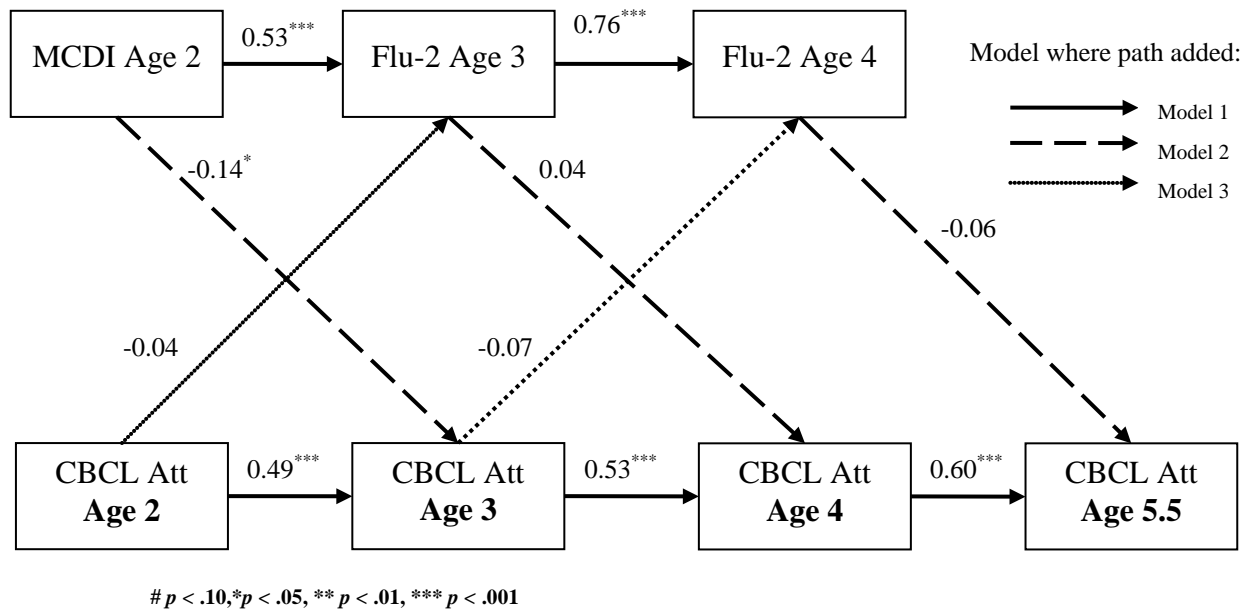 MCDI Age 2
0.53***
Flu-2 Age 3
0.76***
Flu-2 Age 4
Model where path added:
Model 1
Model 2
Model 3
-0.14*
0.04
-0.06
-0.04
-0.07
CBCL Att
Age 2
0.49***
CBCL Att
Age 3
0.53***
CBCL Att
Age 4
0.60***
CBCL Att
Age 5.5
# p < .10,*p < .05, ** p < .01, *** p < .001